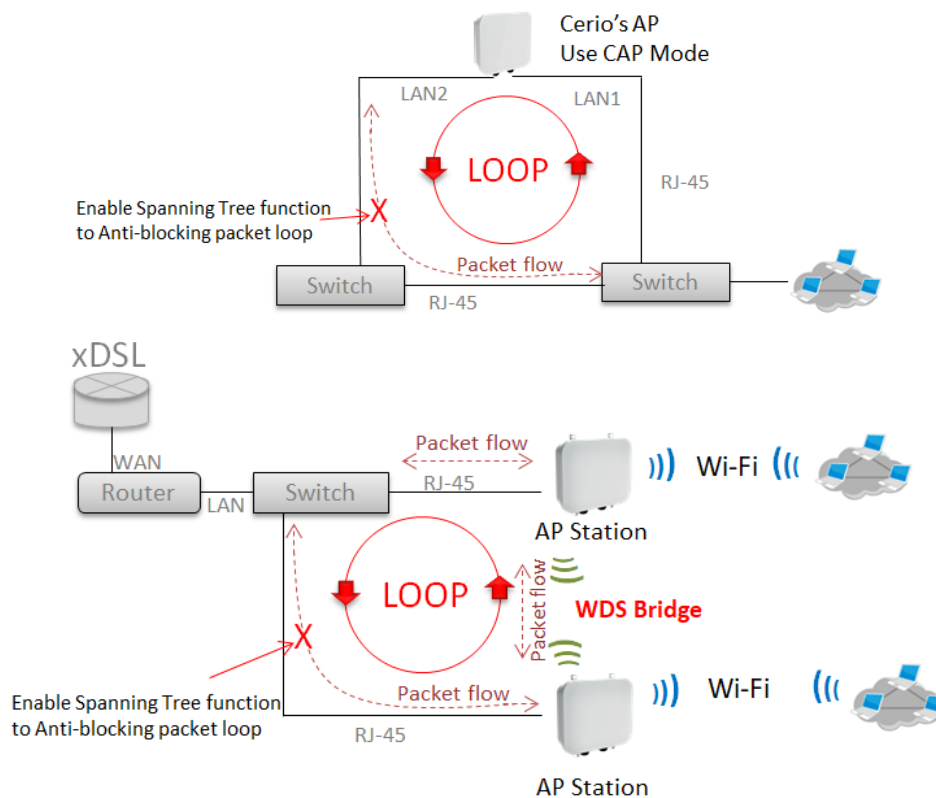 Cerio's AP
Use CAP Mode
LAN2
LAN1
LOOP
RJ-45
Enable Spanning Tree function
to Anti-blocking packet loop
X
Packet flow
Switch
RJ-45
Switch
xDSL
WAN
Router
LAN
Switch
Packet flow
RJ-45
Wi-Fi
AP Station
LOOP
Packet flow
WDS Bridge
X
Enable Spanning Tree function
to Anti-blocking packet loop
Packet flow
RJ-45
Wi-Fi
AP Station